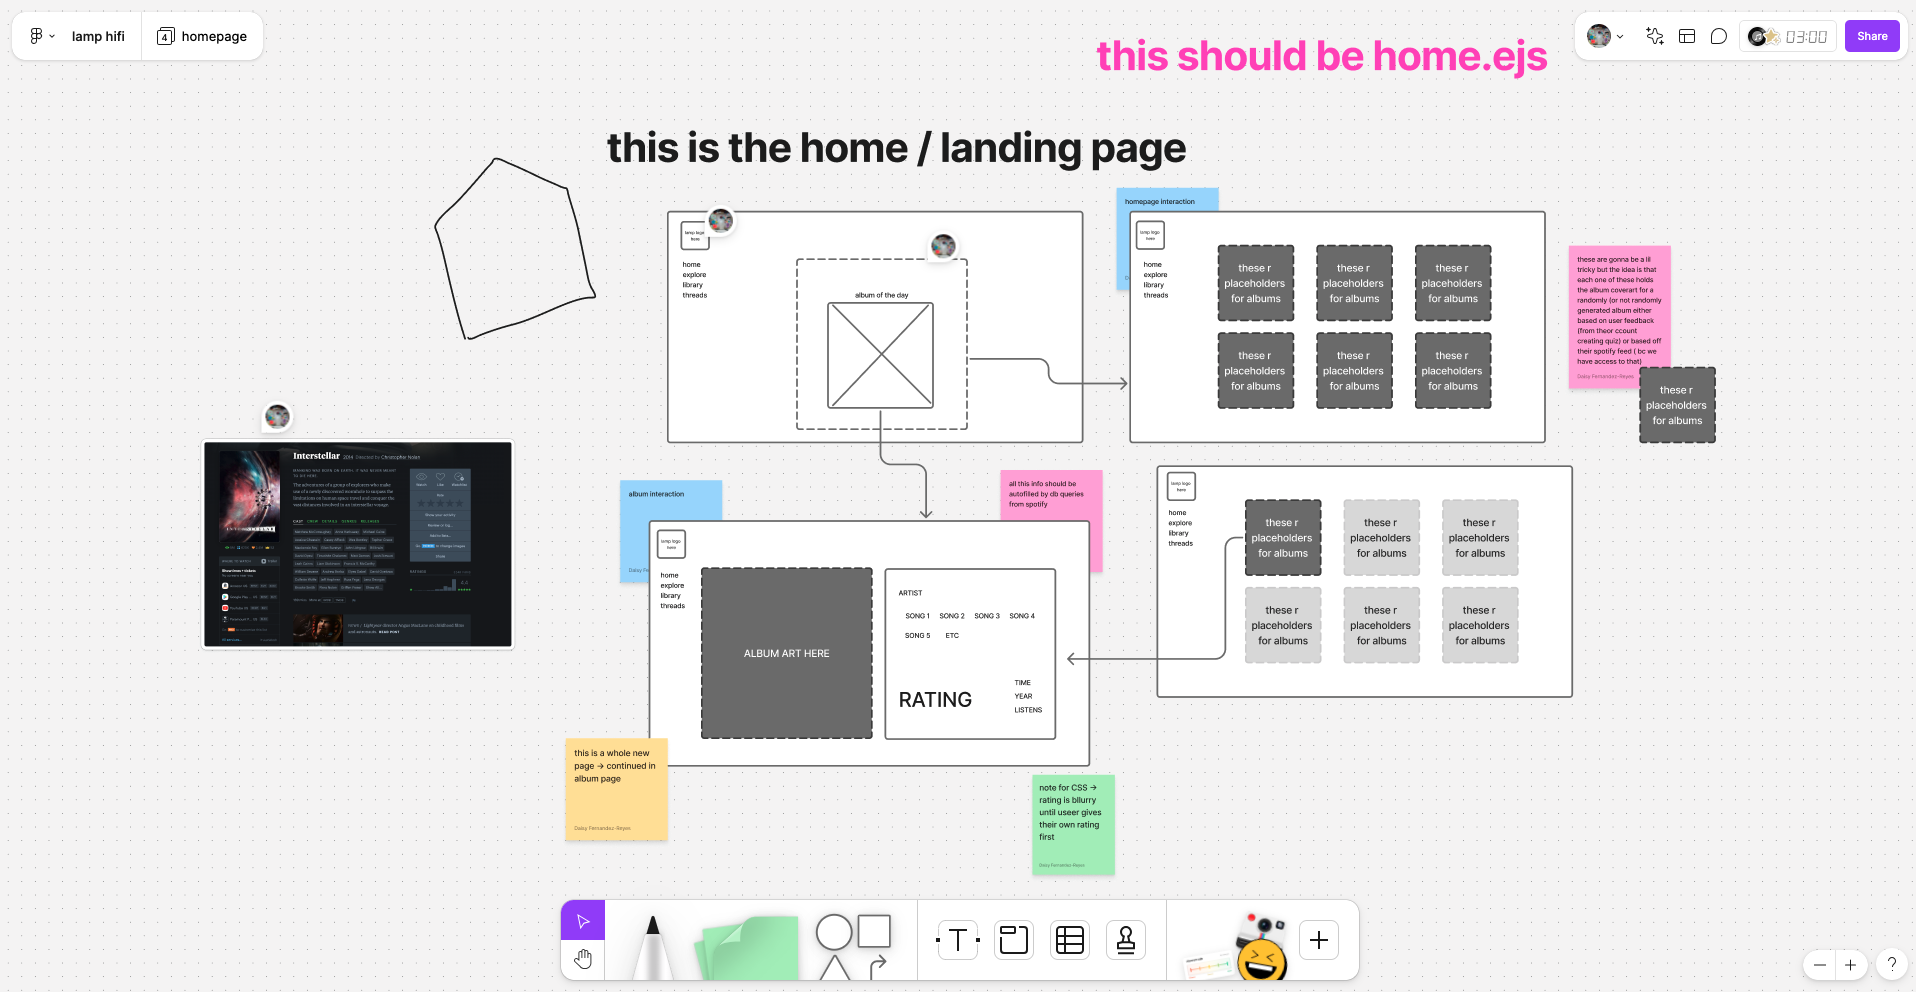 lamp hifi
4
homepage
this should be home.ejs
03:00
Share
this is the home / landing page
lamp logo
here
home
explore
library
threads
album of the day
homepage interaction
lamp logo
here
home
explore
library
threads
these r
placeholders
for albums
these r
placeholders
for albums
these r
placeholders
for albums
these r
placeholders
for albums
these r
placeholders
for albums
these r
placeholders
for albums
these are gonna be a lil
tricky but the idea is that
each one of these holds
the album coverart for a
randomly (or not randomly
generated album either
based on user feedback
(from theor ccount
creating quiz) or based off
their spotify feed ( bc we
have access to that)
Daisy Fernandez-Reyes
these r
placeholders
for albums
Interstellar 2014 Directed by Christopher Nolan
album interaction
all this info should be
autofilled by db queries
from spotify
lamp logo
here
home
explore
library
threads
ALBUM ART HERE
ARTIST
SONG 1 SONG 2 SONG 3 SONG 4
SONG 5 ETC
RATING
TIME
YEAR
LISTENS
lamp logo
here
home
explore
library
threads
these r
placeholders
for albums
these r
placeholders
for albums
these r
placeholders
for albums
these r
placeholders
for albums
these r
placeholders
for albums
these r
placeholders
for albums
this is a whole new
page → continued in
album page
Daisy Fernandez-Reyes
note for CSS →
rating is bllurry
until useer gives
their own rating
first
Daisy Fernandez-Reyes
T
?